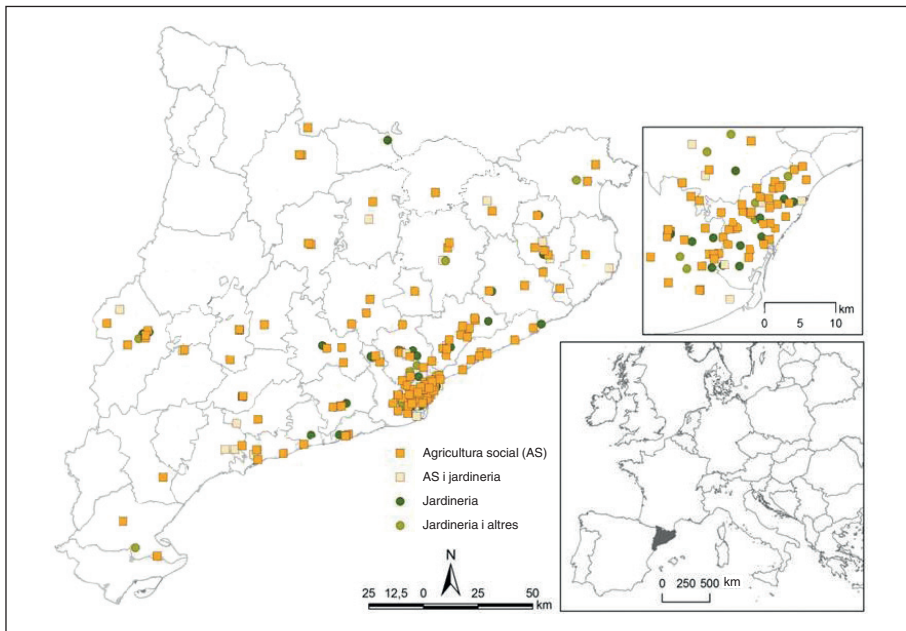 km
0 5 10
Agricultura social (AS)
AS i jardineria
Jardineria
Jardineria i altres
N
25 12,5 0 25 50
km
0 250 500 km